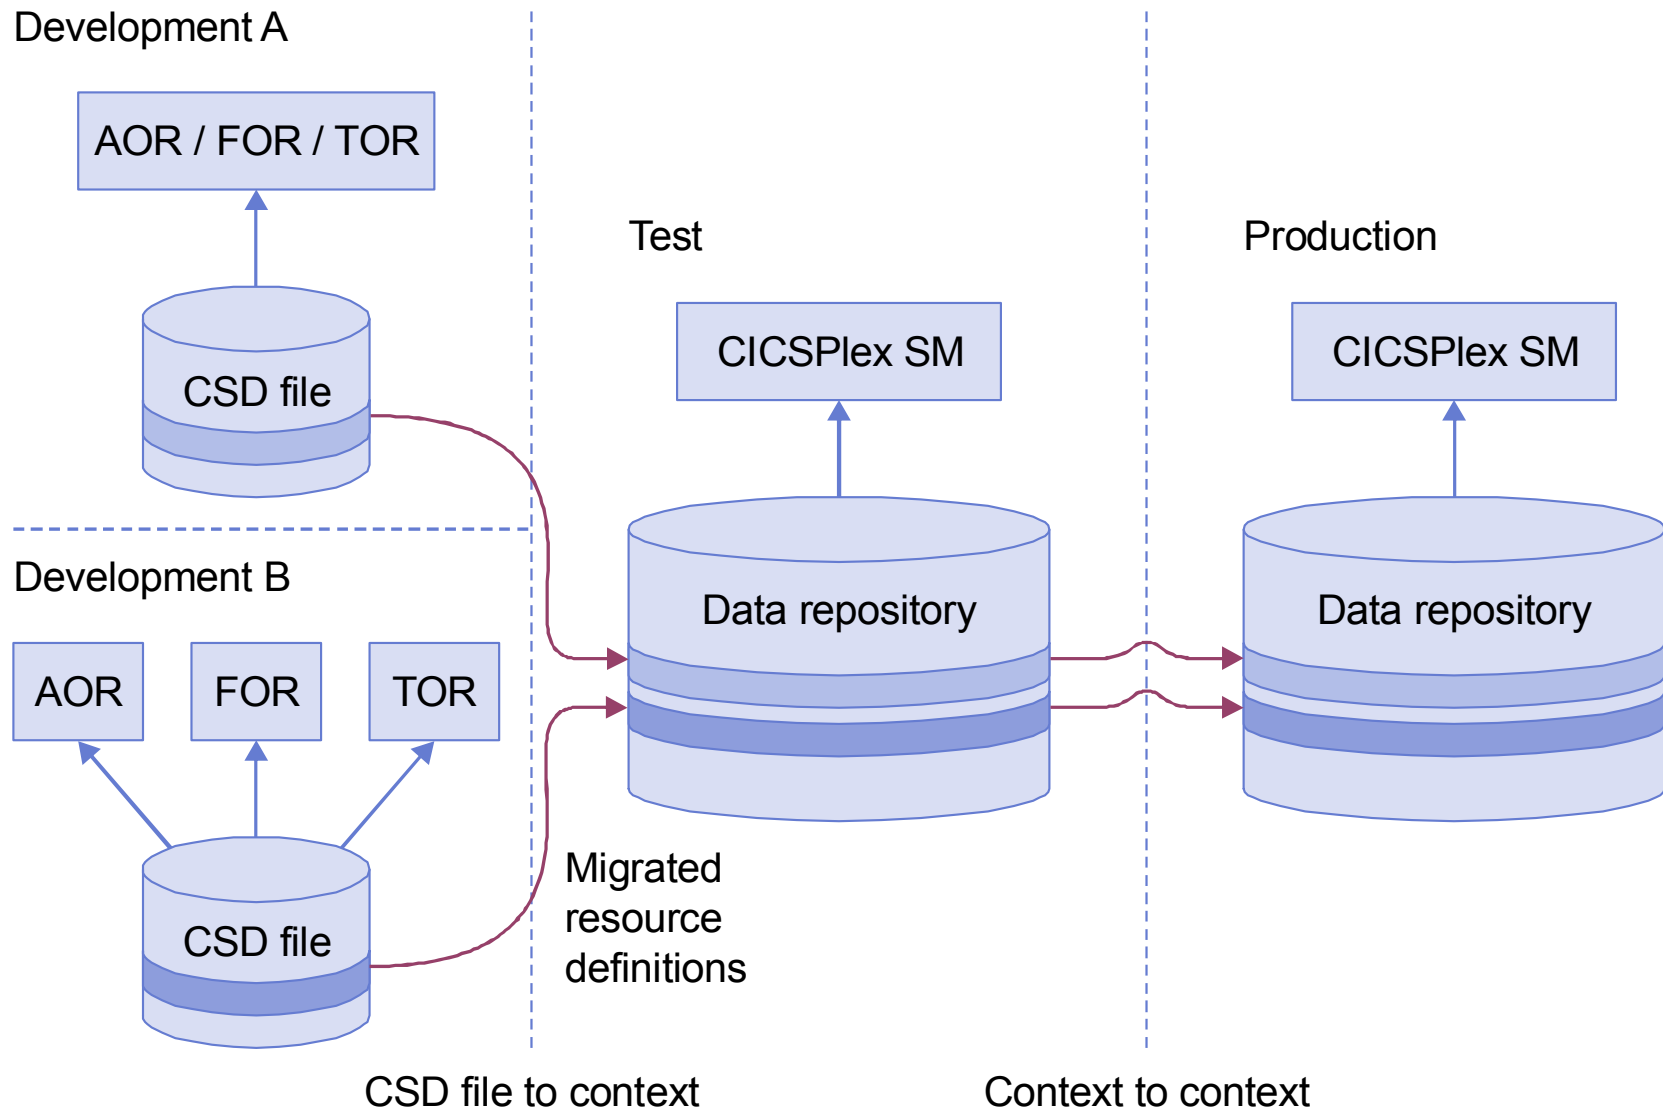 Development A
AOR / FOR / TOR
CSD file
Development B
AOR
FOR
TOR
CSD file
Test
CICSPlex SM
Data repository
Migrated
resource
definitions
Production
CICSPlex SM
Data repository
CSD file to context
Context to context